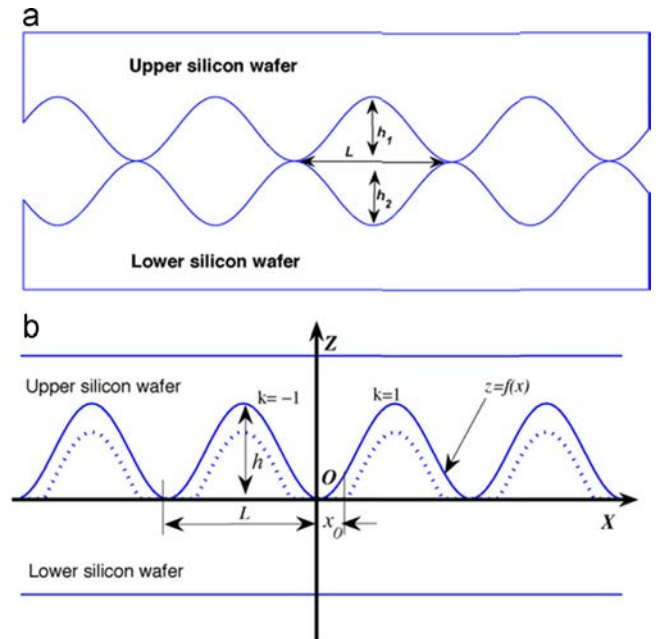 a
Upper silicon wafer
h1
L
h2
Lower silicon wafer
b
Z
Upper silicon wafer
k= −1
k=1
z=f(x)
h
O
L
x0
X
Lower silicon wafer